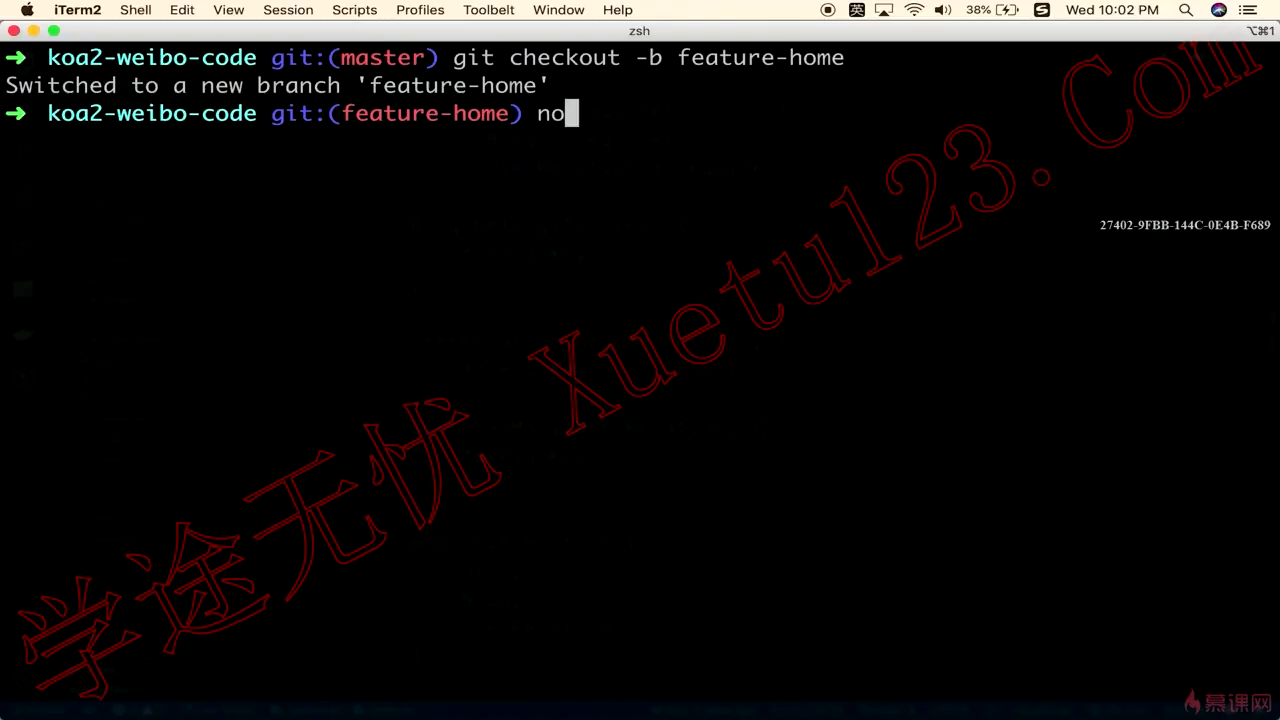 iTerm2 Shell Edit View Session Scripts Profiles Toolbelt Window Help 英 38% S Wed 10:02 PM
zsh ⌥⌘1
➜ koa2-weibo-code git:(master) git checkout -b feature-home
Switched to a new branch 'feature-home'
➜ koa2-weibo-code git:(feature-home) no
27402-9FBB-144C-0E4B-F689
学途无忧 Xuetu123.Com
慕课网